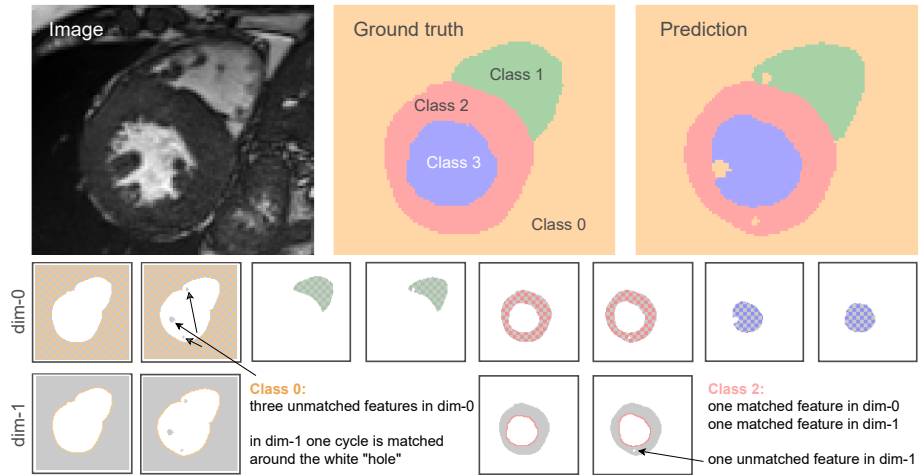 Image
Ground truth
Prediction
Class 1
Class 2
Class 3
Class 0
dim-0
dim-1
Class 0:
three unmatched features in dim-0
in dim-1 one cycle is matched
around the white "hole"
Class 2:
one matched feature in dim-0
one matched feature in dim-1
one unmatched feature in dim-1